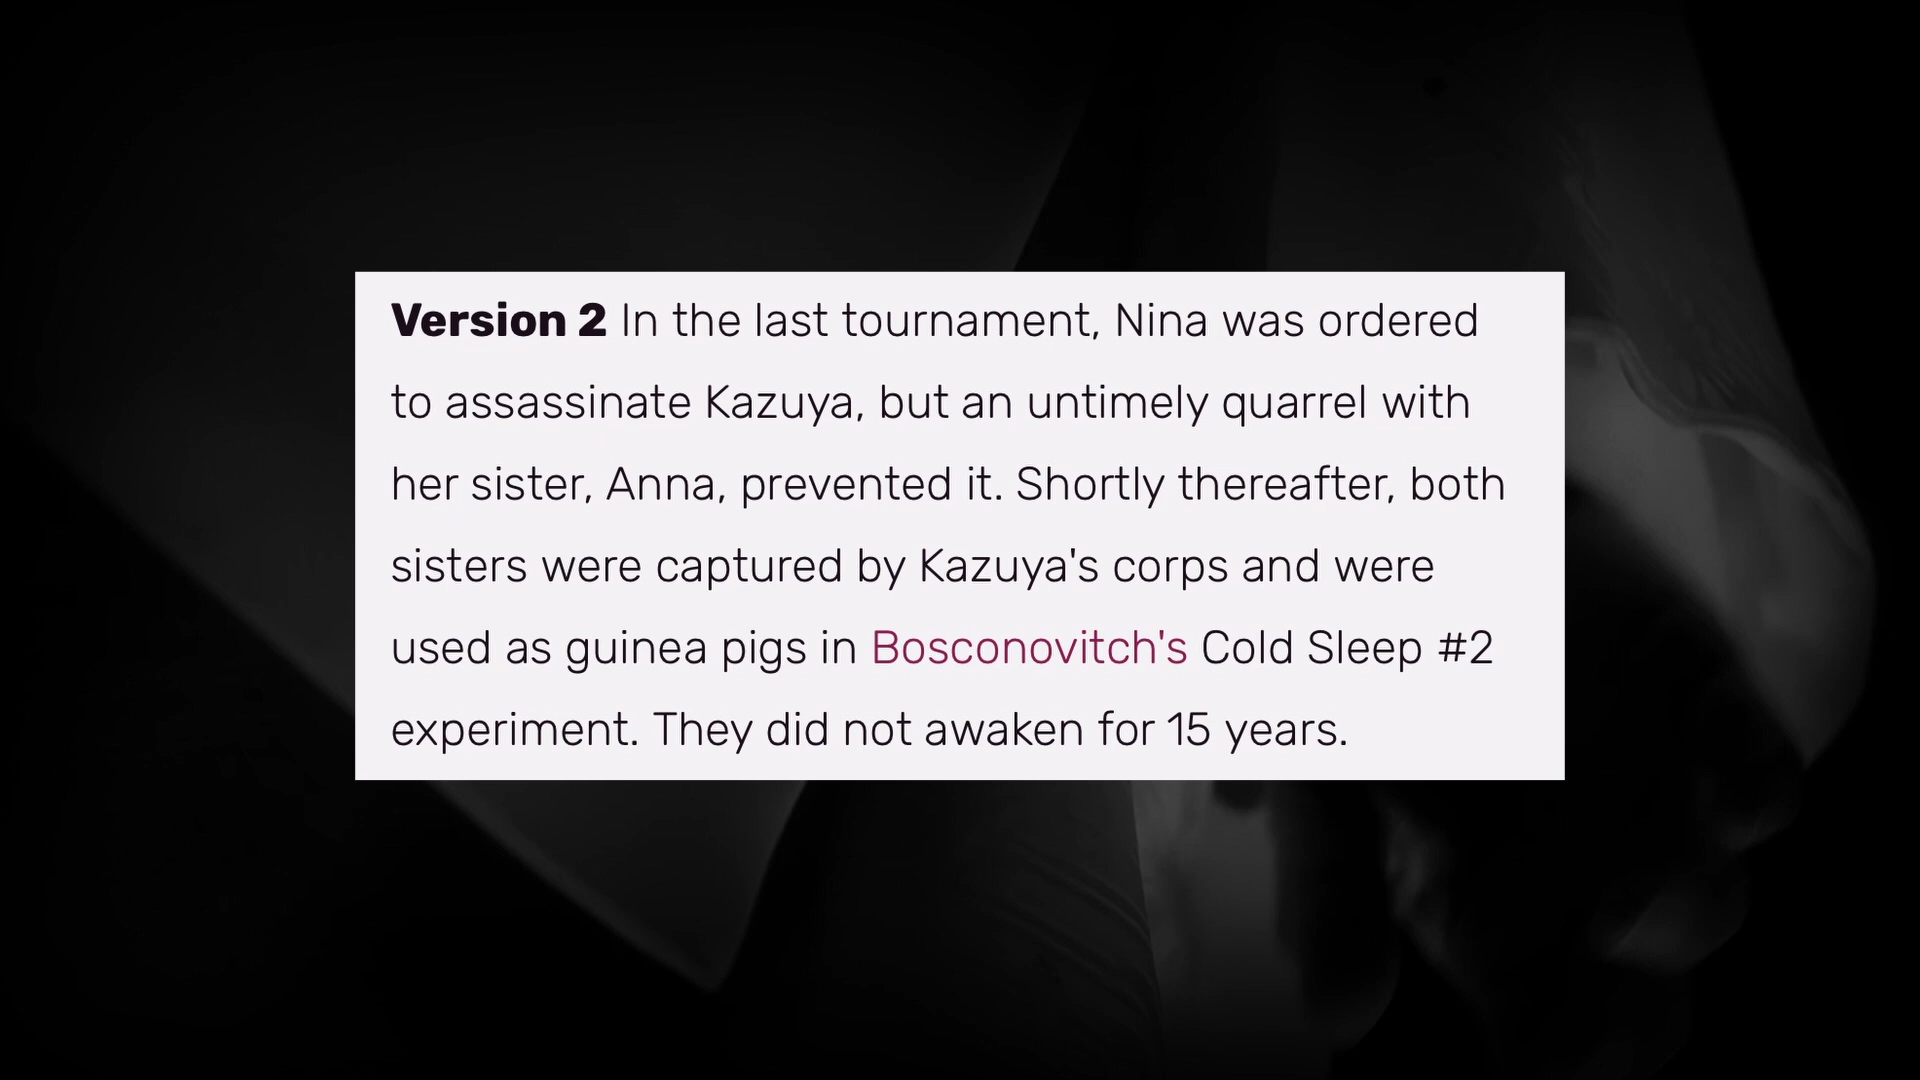 Version 2 In the last tournament, Nina was ordered
to assassinate Kazuya, but an untimely quarrel with
her sister, Anna, prevented it. Shortly thereafter, both
sisters were captured by Kazuya's corps and were
used as guinea pigs in Bosconovitch's Cold Sleep #2
experiment. They did not awaken for 15 years.